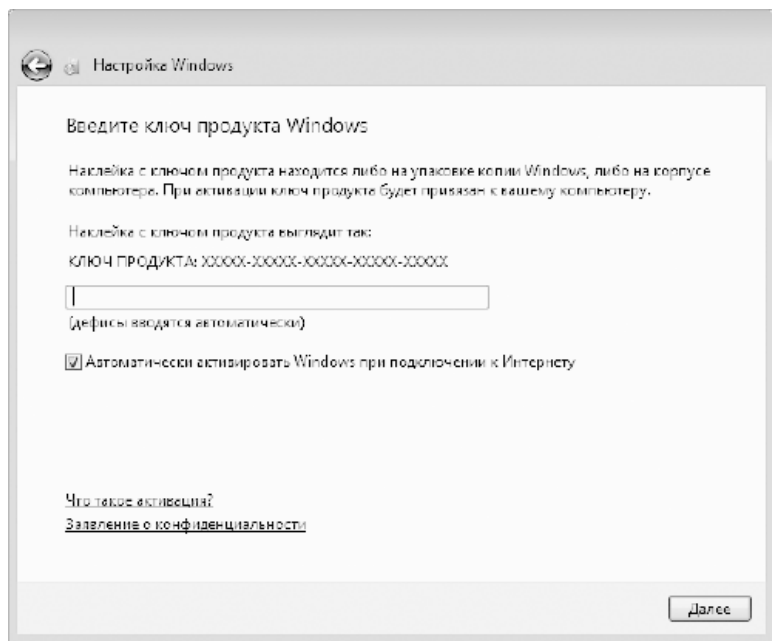 Настройка Windows
Введите ключ продукта Windows
Наклейка с ключом продукта находится либо на упаковке копии Windows, либо на корпусе
компьютера. При активации ключ продукта будет привязан к вашему компьютеру.
Наклейка с ключом продукта выглядит так:
КЛЮЧ ПРОДУКТА: XXXXX-XXXXX-XXXXX-XXXXX-XXXXX
(дефисы вводятся автоматически)
Автоматически активировать Windows при подключении к Интернету
Что такое активация?
Заявление о конфиденциальности
Далее